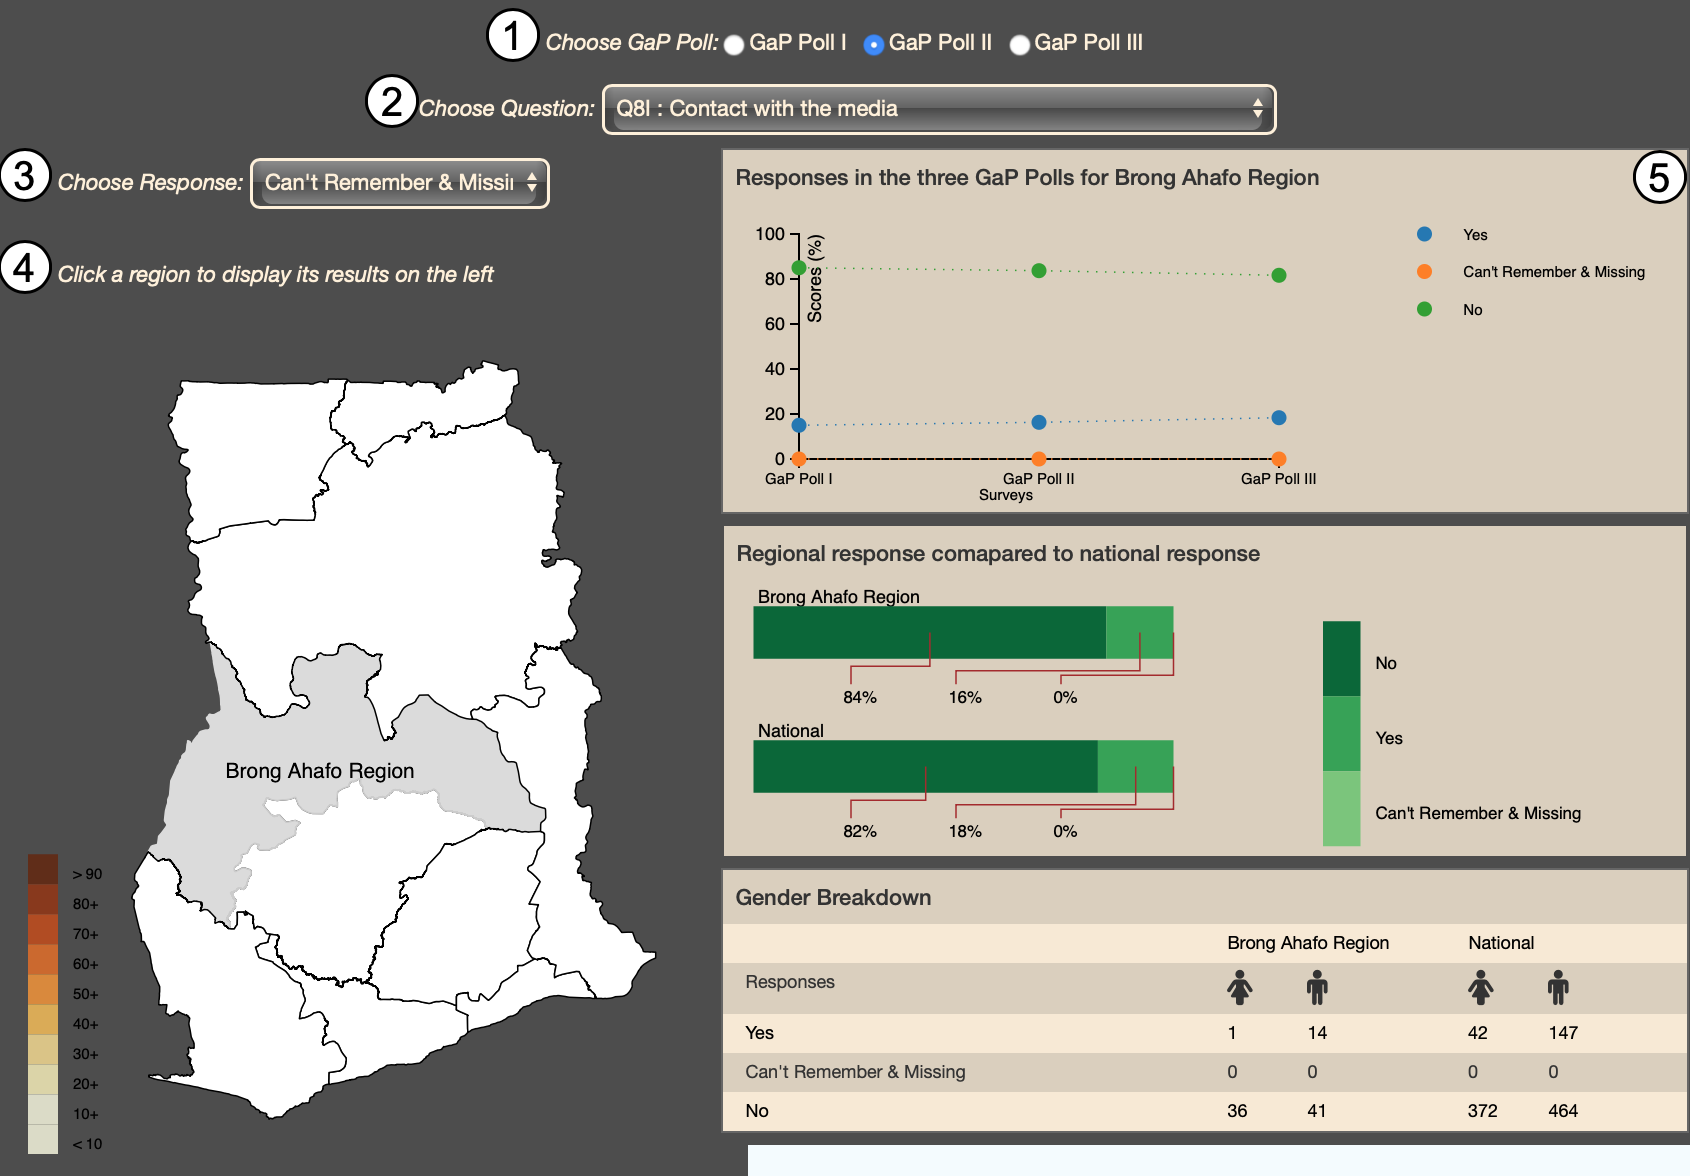 1 Choose GaP Poll: GaP Poll I GaP Poll II GaP Poll III
2 Choose Question: Q8I : Contact with the media
3 Choose Response: Can't Remember & Missi
4 Click a region to display its results on the left
Brong Ahafo Region
> 90
80+
70+
60+
50+
40+
30+
20+
10+
< 10
Responses in the three GaP Polls for Brong Ahafo Region
5
100
80
60
40
20
0
Scores (%)
GaP Poll I GaP Poll II GaP Poll III
Surveys
Yes
Can't Remember & Missing
No
Regional response comapared to national response
Brong Ahafo Region
84% 16% 0%
National
82% 18% 0%
No
Yes
Can't Remember & Missing
Gender Breakdown
Brong Ahafo Region National
Responses
Yes 1 14 42 147
Can't Remember & Missing 0 0 0 0
No 36 41 372 464